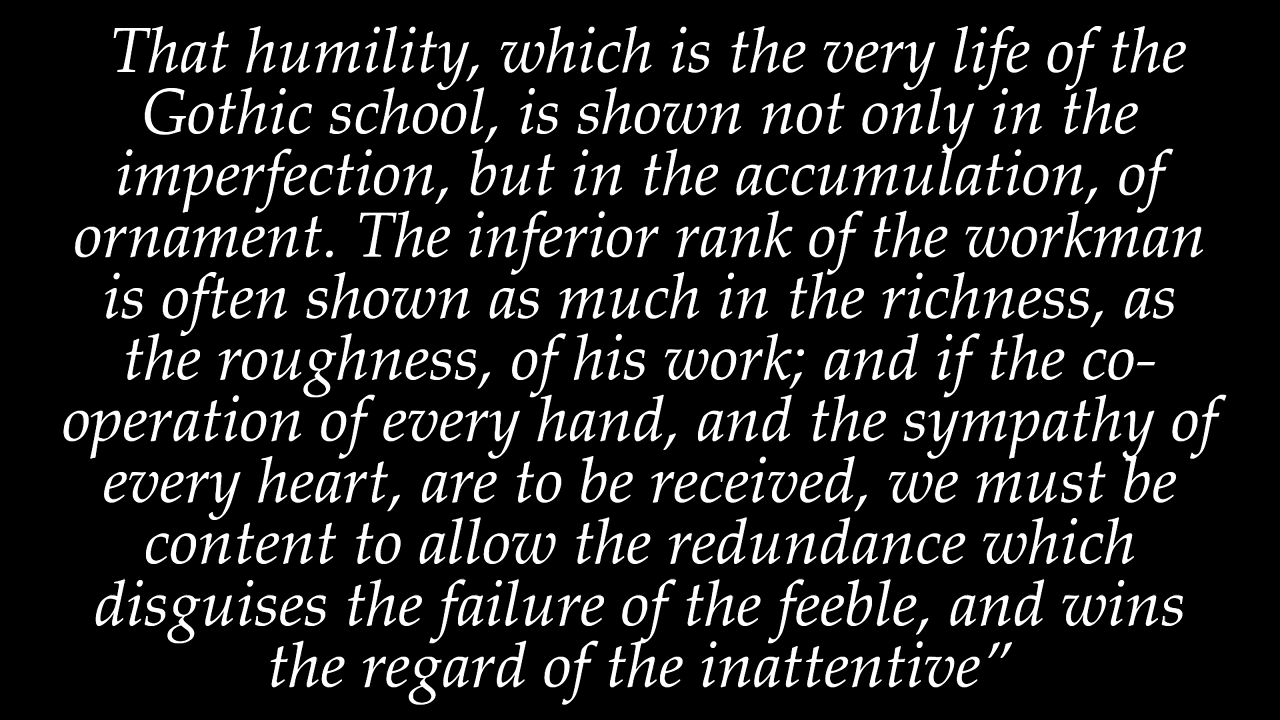 That humility, which is the very life of the
Gothic school, is shown not only in the
imperfection, but in the accumulation, of
ornament. The inferior rank of the workman
is often shown as much in the richness, as
the roughness, of his work; and if the co-
operation of every hand, and the sympathy of
every heart, are to be received, we must be
content to allow the redundance which
disguises the failure of the feeble, and wins
the regard of the inattentive”